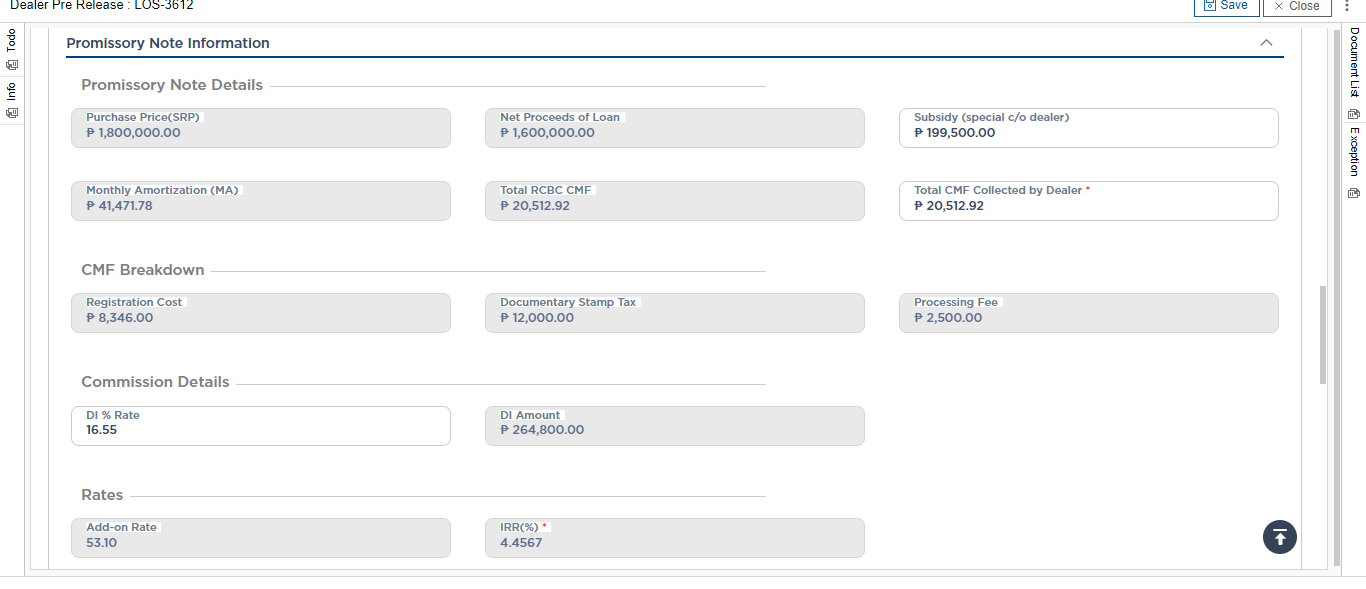 Dealer Pre Release : LOS-3612
Save
Close
Todo
Info
Document List
Exception
Promissory Note Information
Promissory Note Details
Purchase Price(SRP)
₱ 1,800,000.00
Net Proceeds of Loan
₱ 1,600,000.00
Subsidy (special c/o dealer)
₱ 199,500.00
Monthly Amortization (MA)
₱ 41,471.78
Total RCBC CMF
₱ 20,512.92
Total CMF Collected by Dealer *
₱ 20,512.92
CMF Breakdown
Registration Cost
₱ 8,346.00
Documentary Stamp Tax
₱ 12,000.00
Processing Fee
₱ 2,500.00
Commission Details
DI % Rate
16.55
DI Amount
₱ 264,800.00
Rates
Add-on Rate
53.10
IRR(%) *
4.4567